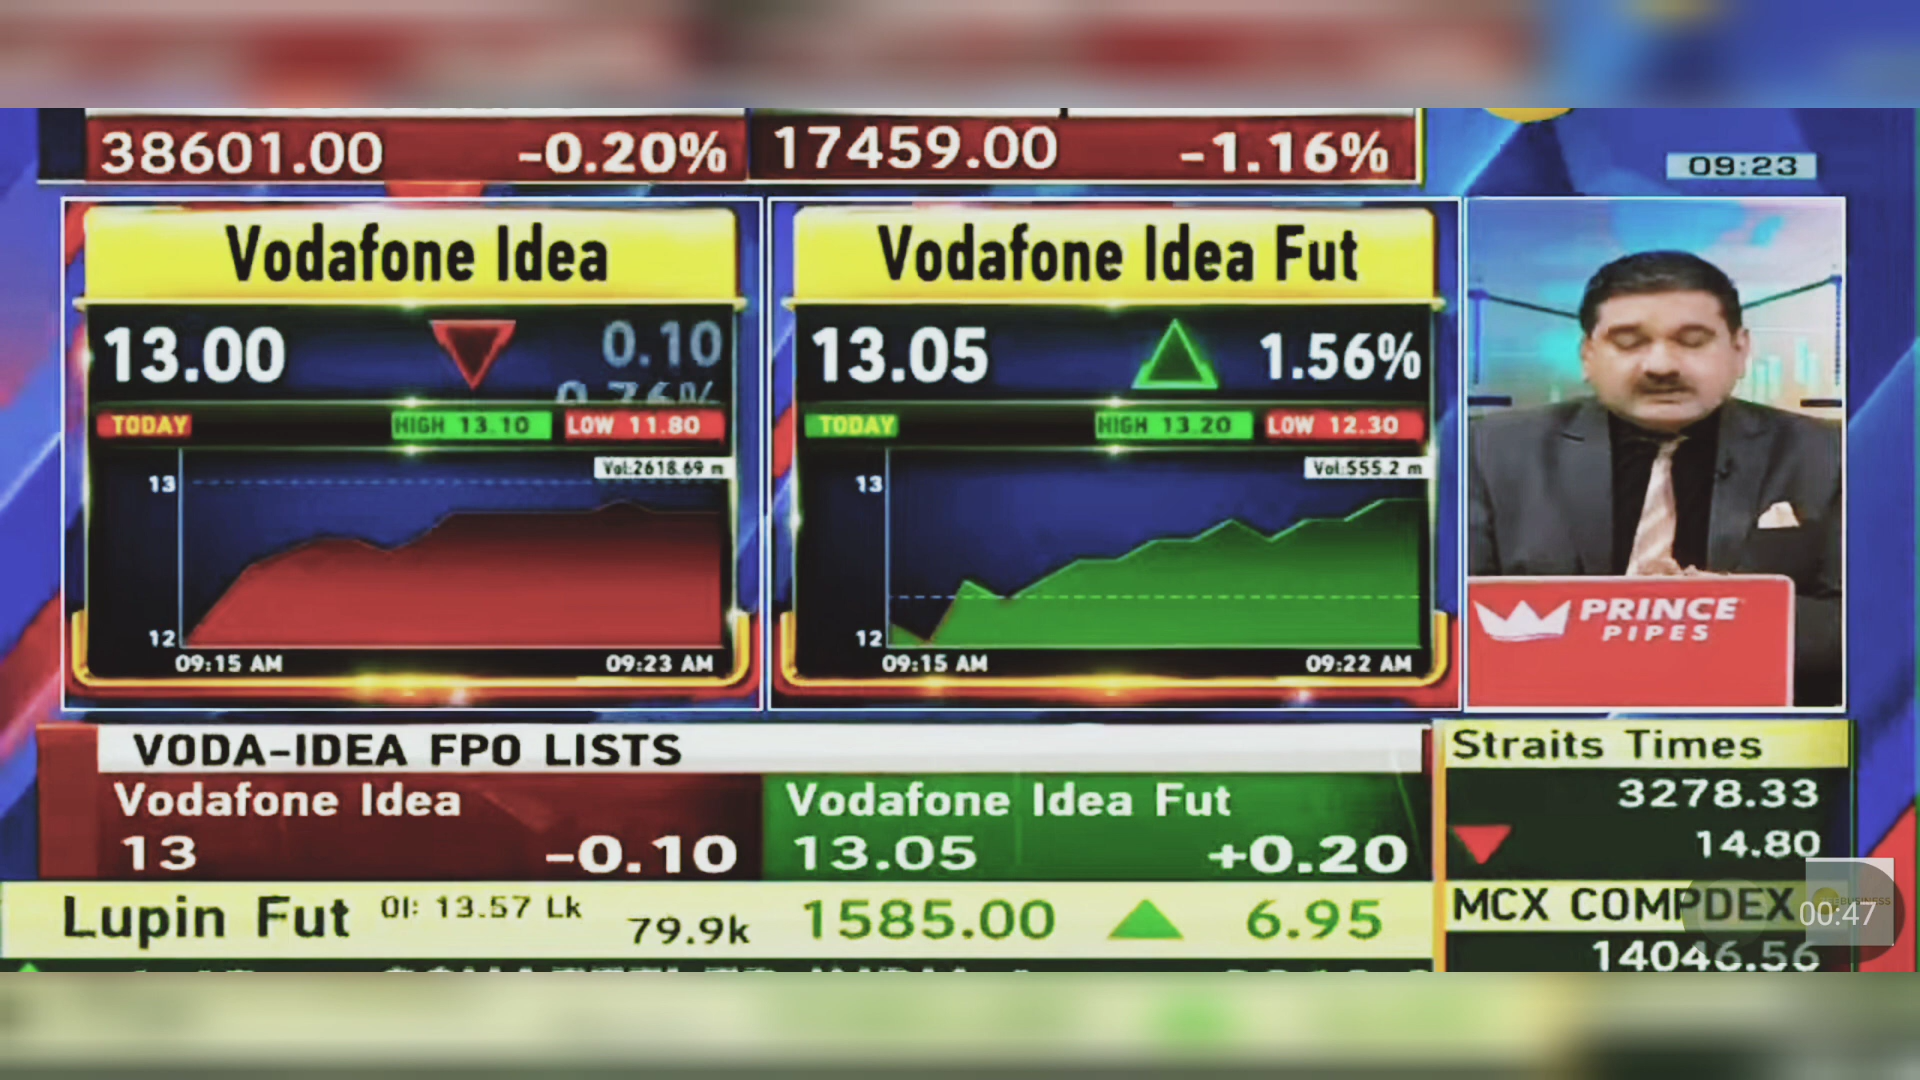 38601.00 -0.20% 17459.00 -1.16%
09:23
Vodafone Idea
13.00 0.10
0.76%
TODAY HIGH 13.10 LOW 11.80
Vol:2618.69 m
13
12
09:15 AM 09:23 AM
Vodafone Idea Fut
13.05 1.56%
TODAY HIGH 13.20 LOW 12.30
Vol:555.2 m
13
12
09:15 AM 09:22 AM
PRINCE
PIPES
VODA-IDEA FPO LISTS
Vodafone Idea
13 -0.10
Vodafone Idea Fut
13.05 +0.20
Straits Times
3278.33
14.80
MCX COMPDEX
14046.56
Lupin Fut OI: 13.57 Lk 79.9k 1585.00 6.95
BUSINESS
00:47